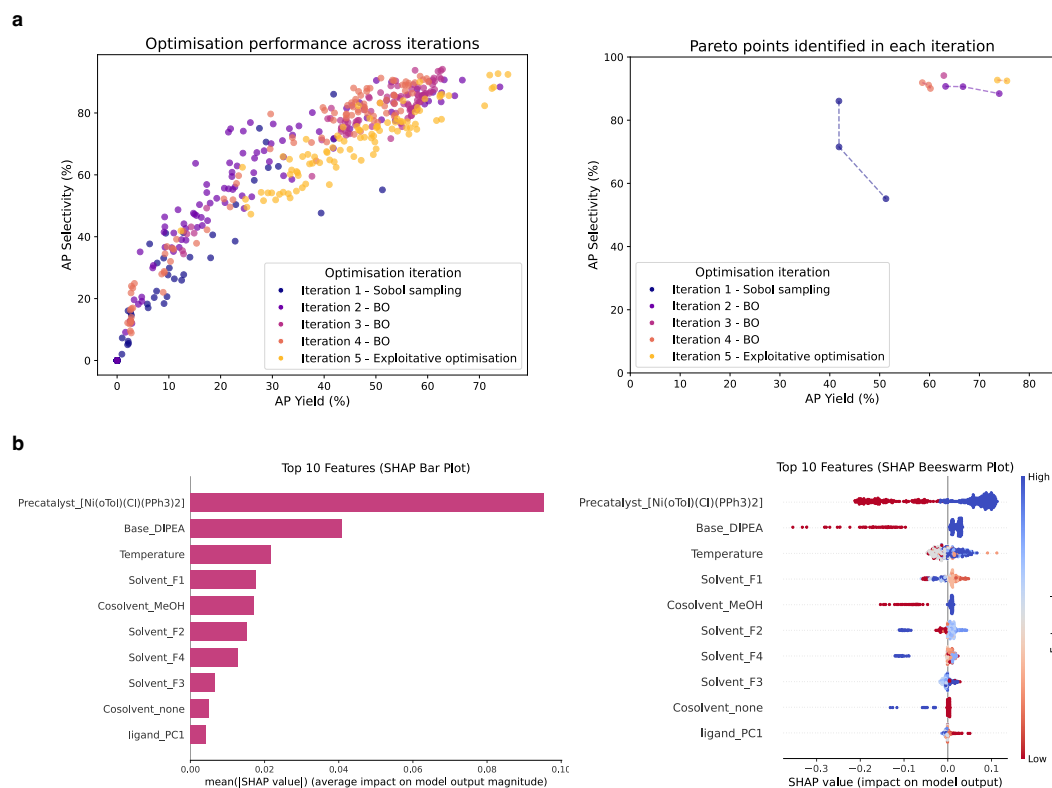 a
Optimisation performance across iterations
AP Selectivity (%)
80
60
40
20
0
0 10 20 30 40 50 60 70
AP Yield (%)
Optimisation iteration
Iteration 1 - Sobol sampling
Iteration 2 - BO
Iteration 3 - BO
Iteration 4 - BO
Iteration 5 - Exploitative optimisation
Pareto points identified in each iteration
AP Selectivity (%)
100
80
60
40
20
0
0 10 20 30 40 50 60 70 80
AP Yield (%)
Optimisation iteration
Iteration 1 - Sobol sampling
Iteration 2 - BO
Iteration 3 - BO
Iteration 4 - BO
Iteration 5 - Exploitative optimisation
b
Top 10 Features (SHAP Bar Plot)
Precatalyst_[Ni(oTol)(Cl)(PPh3)2]
Base_DIPEA
Temperature
Solvent_F1
Cosolvent_MeOH
Solvent_F2
Solvent_F4
Solvent_F3
Cosolvent_none
ligand_PC1
0.00 0.02 0.04 0.06 0.08 0.10
mean(|SHAP value|) (average impact on model output magnitude)
Top 10 Features (SHAP Beeswarm Plot)
Precatalyst_[Ni(oTol)(Cl)(PPh3)2]
Base_DIPEA
Temperature
Solvent_F1
Cosolvent_MeOH
Solvent_F2
Solvent_F4
Solvent_F3
Cosolvent_none
ligand_PC1
−0.3 −0.2 −0.1 0.0 0.1
SHAP value (impact on model output)
High
Low